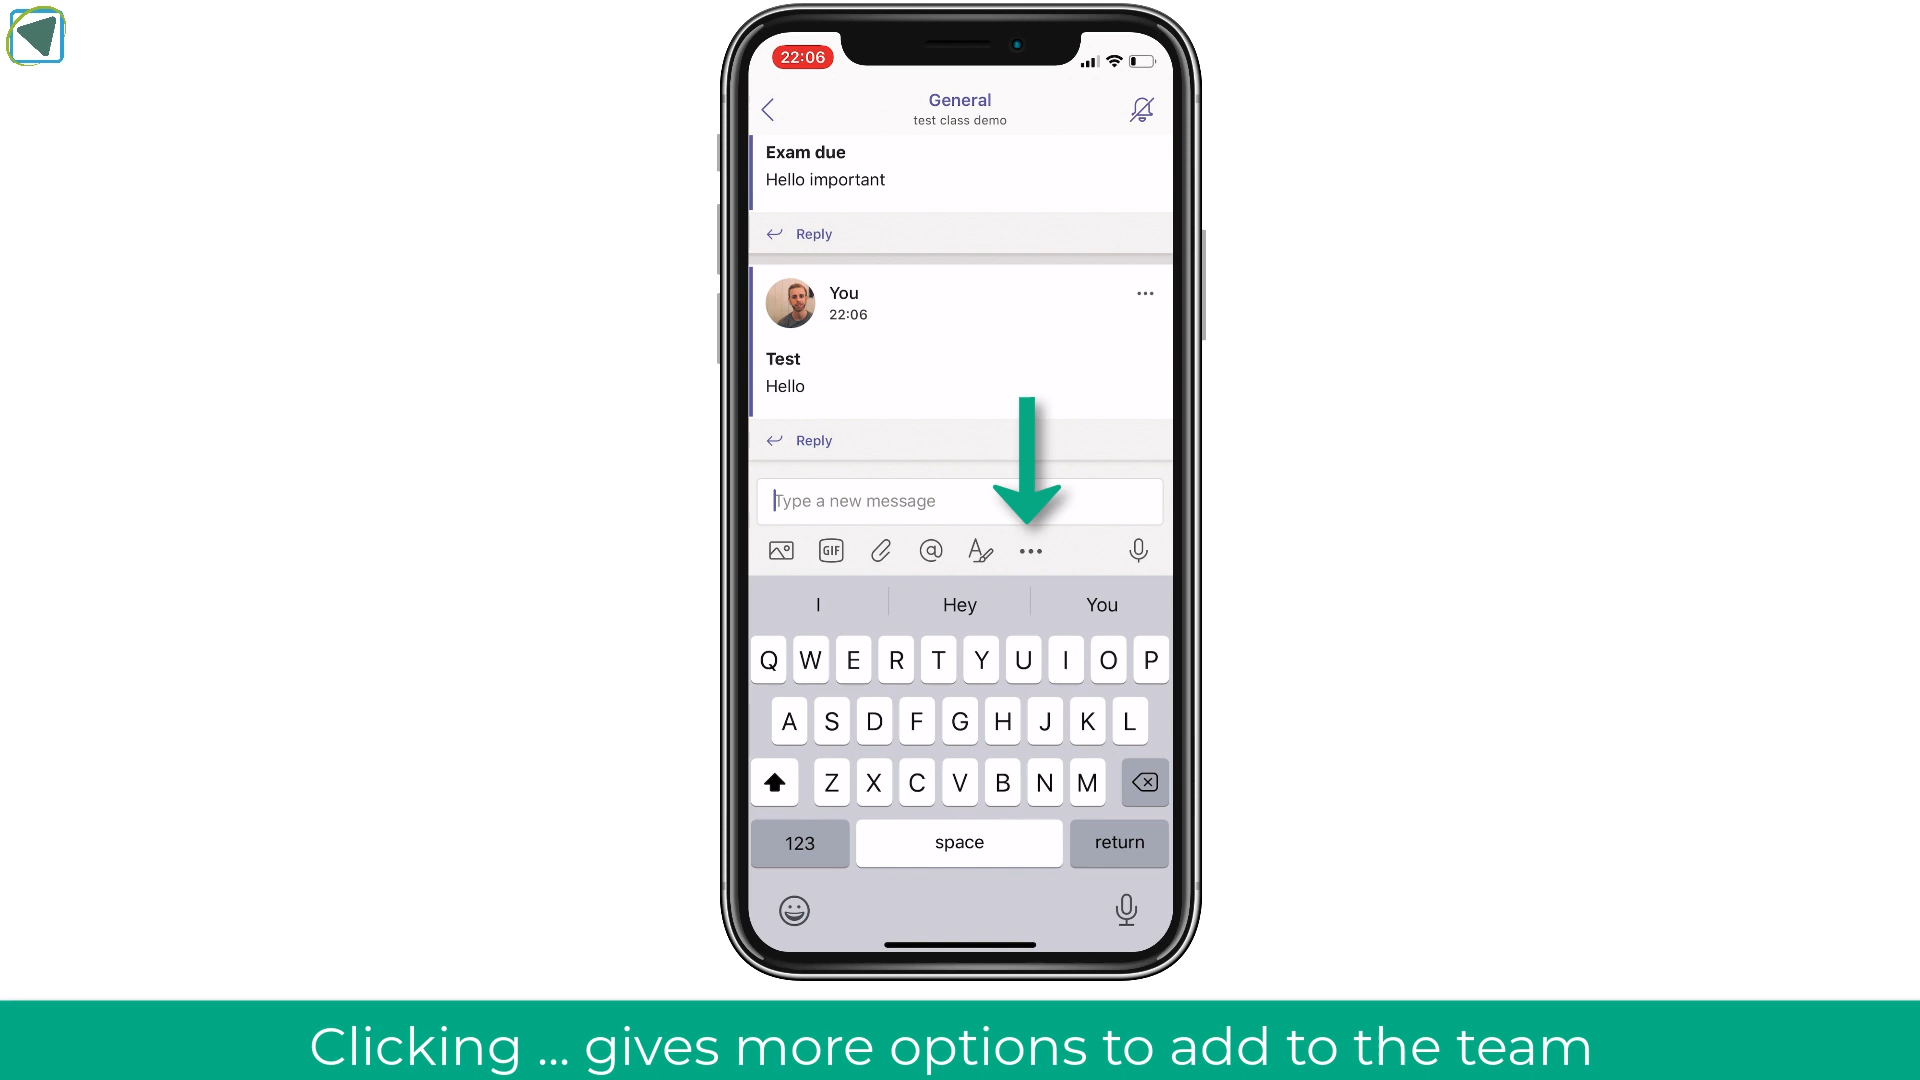 22:06
General
test class demo
Exam due
Hello important
Reply
You
22:06
Test
Hello
Reply
Type a new message
GIF
I Hey You
Q W E R T Y U I O P
A S D F G H J K L
Z X C V B N M
123 space return
Clicking ... gives more options to add to the team